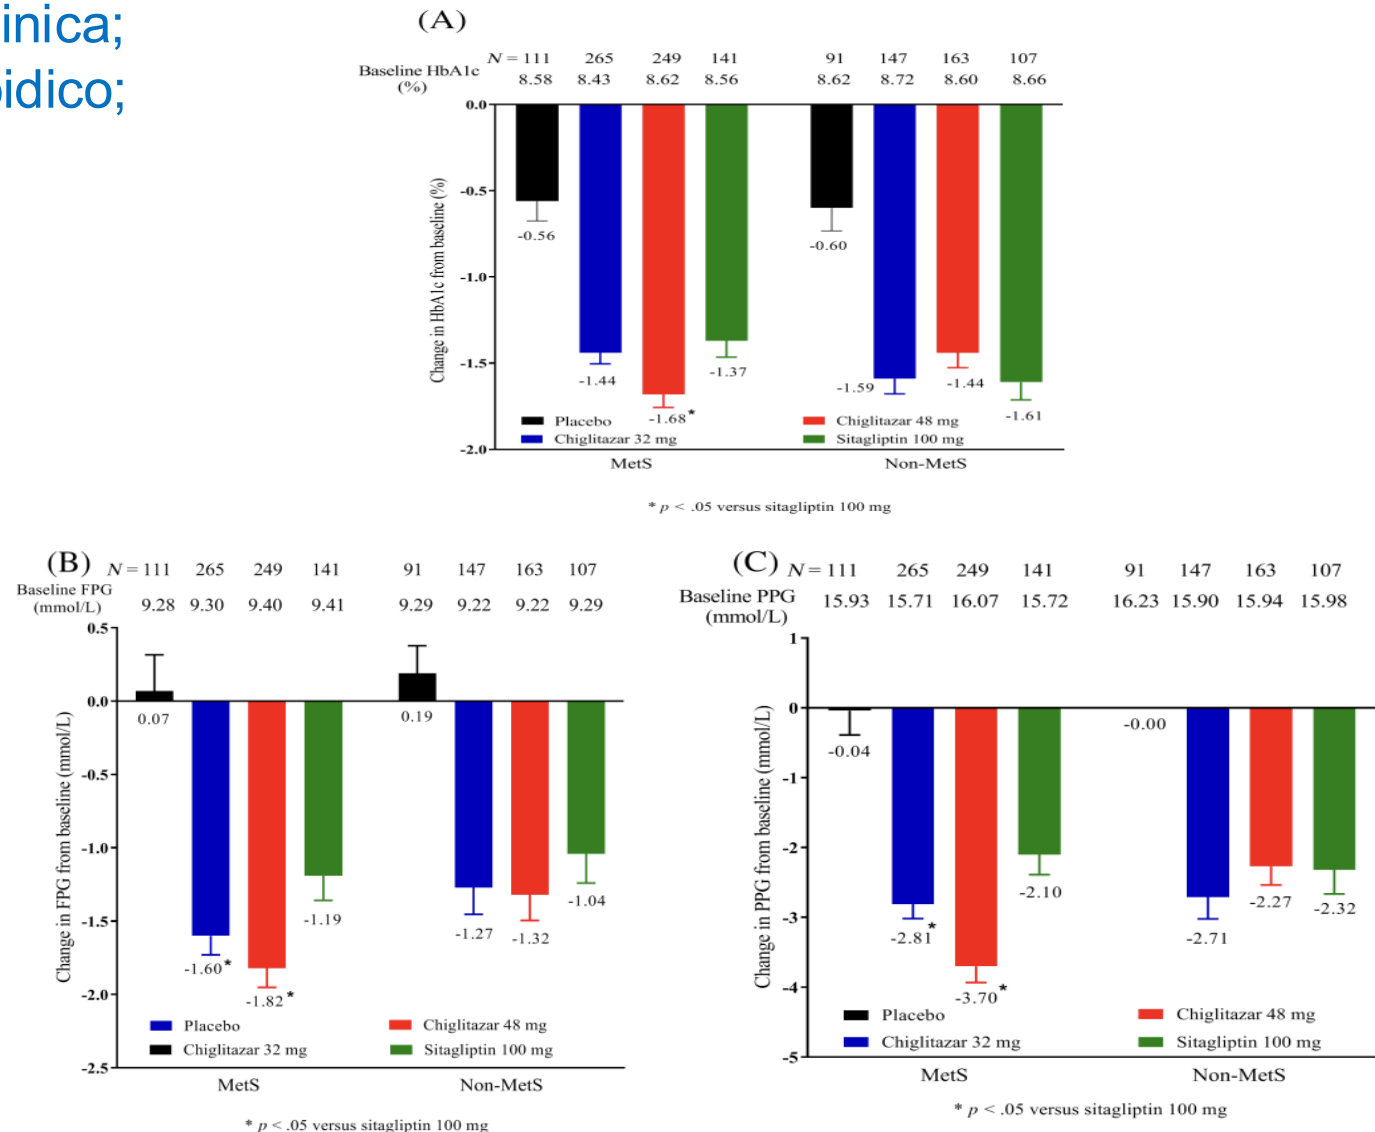 inica;
oidico;
(A)
N = 111 265 249 141 91 147 163 107
Baseline HbA1c
(%)
8.58 8.43 8.62 8.56 8.62 8.72 8.60 8.66
Change in HbA1c from baseline (%)
0.0
-0.5
-1.0
-1.5
-2.0
-0.56
-1.44
-1.68*
-1.37
-0.60
-1.59
-1.44
-1.61
Placebo
Chiglitazar 32 mg
Chiglitazar 48 mg
Sitagliptin 100 mg
MetS Non-MetS
* p < .05 versus sitagliptin 100 mg
(B)
N = 111 265 249 141 91 147 163 107
Baseline FPG
(mmol/L)
9.28 9.30 9.40 9.41 9.29 9.22 9.22 9.29
Change in FPG from baseline (mmol/L)
0.5
0.0
-0.5
-1.0
-1.5
-2.0
-2.5
0.07
-1.60*
-1.82*
-1.19
0.19
-1.27
-1.32
-1.04
Placebo
Chiglitazar 32 mg
Chiglitazar 48 mg
Sitagliptin 100 mg
MetS Non-MetS
* p < .05 versus sitagliptin 100 mg
(C)
N = 111 265 249 141 91 147 163 107
Baseline PPG
(mmol/L)
15.93 15.71 16.07 15.72 16.23 15.90 15.94 15.98
Change in PPG from baseline (mmol/L)
1
0
-1
-2
-3
-4
-5
-0.04
-2.81*
-3.70*
-2.10
-0.00
-2.71
-2.27
-2.32
Placebo
Chiglitazar 32 mg
Chiglitazar 48 mg
Sitagliptin 100 mg
MetS Non-MetS
* p < .05 versus sitagliptin 100 mg